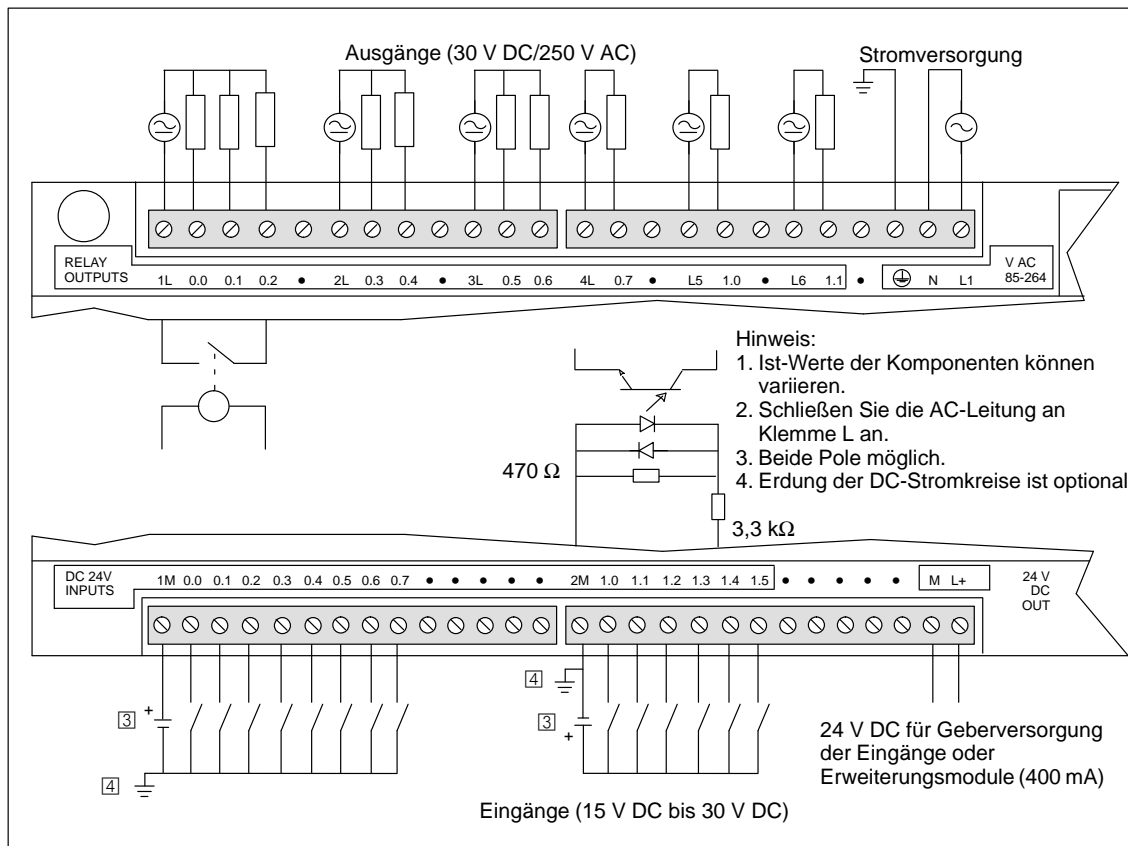 Ausgänge (30 V DC/250 V AC)
Stromversorgung
RELAY
OUTPUTS
1L 0.0 0.1 0.2 • 2L 0.3 0.4 • 3L 0.5 0.6 4L 0.7 • L5 1.0 • L6 1.1 • N L1
V AC
85-264
Hinweis:
1. Ist-Werte der Komponenten können
variieren.
2. Schließen Sie die AC-Leitung an
Klemme L an.
3. Beide Pole möglich.
4. Erdung der DC-Stromkreise ist optional
470 Ω
3,3 kΩ
DC 24V
INPUTS
1M 0.0 0.1 0.2 0.3 0.4 0.5 0.6 0.7 • • • • • 2M 1.0 1.1 1.2 1.3 1.4 1.5 • • • • • M L+
24 V
DC
OUT
4
3 +
3
+
4
24 V DC für Geberversorgung
der Eingänge oder
Erweiterungsmodule (400 mA)
Eingänge (15 V DC bis 30 V DC)